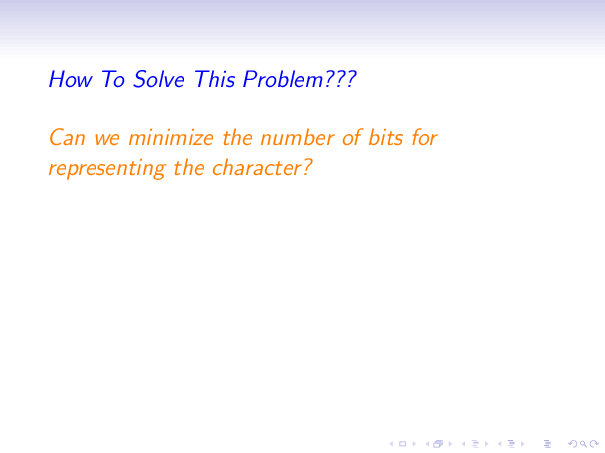 How To Solve This Problem???
Can we minimize the number of bits for
representing the character?